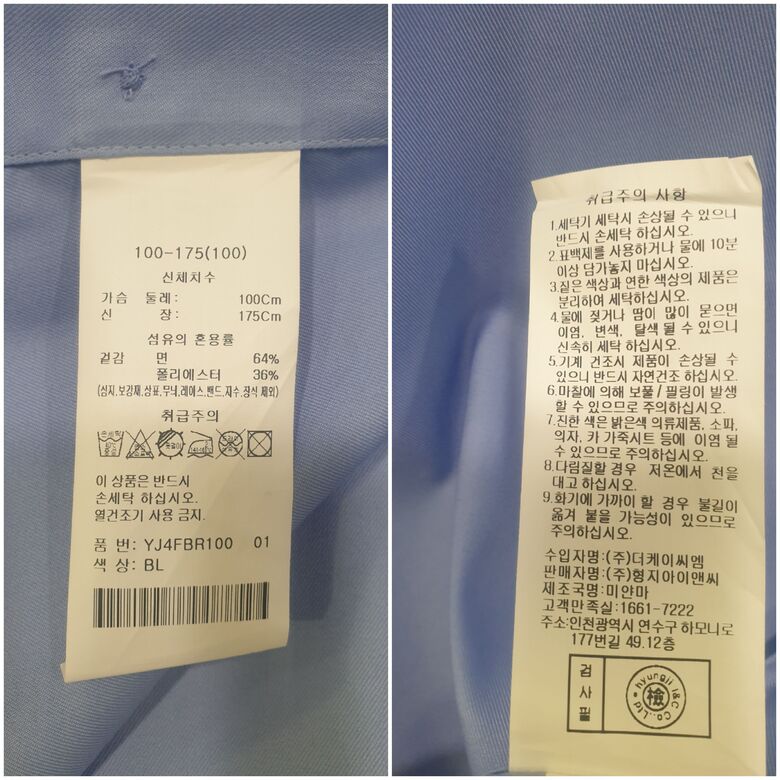 100-175(100)
신체치수
가슴 둘레: 100Cm
신 장: 175Cm
섬유의 혼용률
겉감 면 64%
폴리에스터 36%
(심지,보강재,상표,무늬,레이스,밴드,자수,장식 제외)
취급주의
이 상품은 반드시
손세탁 하십시오.
열건조기 사용 금지.
품 번: YJ4FBR100 01
색 상: BL
취급주의 사항
1.세탁기 세탁시 손상될 수 있으니
반드시 손세탁 하십시오.
2.표백제를 사용하거나 물에 10분
이상 담가놓지 마십시오.
3.짙은 색상과 연한 색상의 제품은
분리하여 세탁하십시오.
4.물에 젖거나 땀이 많이 묻으면
이염, 변색, 탈색 될 수 있으니
신속히 세탁 하십시오.
5.기계 건조시 제품이 손상될 수
있으니 반드시 자연건조 하십시오.
6.마찰에 의해 보풀/필링이 발생
할 수 있으므로 주의하십시오.
7.진한 색은 밝은색 의류제품, 소파,
의자, 카 가죽시트 등에 이염 될
수 있으므로 주의하십시오.
8.다림질할 경우 저온에서 천을
대고 하십시오.
9.화기에 가까이 할 경우 불길이
옮겨 붙을 가능성이 있으므로
주의하십시오.
수입자명:(주)더케이씨엠
판매자명:(주)형지아이앤씨
제조국명:미얀마
고객만족실:1661-7222
주소:인천광역시 연수구 하모니로
177번길 49.12층
검사필
hyungji I&C Co.,Ltd
檢